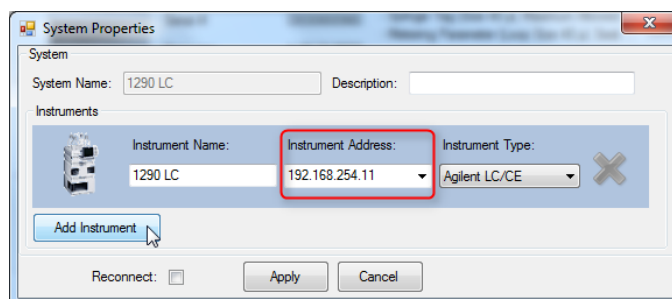 System Properties
System
System Name: 1290 LC Description:
Instruments
Instrument Name: Instrument Address: Instrument Type:
1290 LC 192.168.254.11 Agilent LC/CE
Add Instrument
Reconnect: Apply Cancel